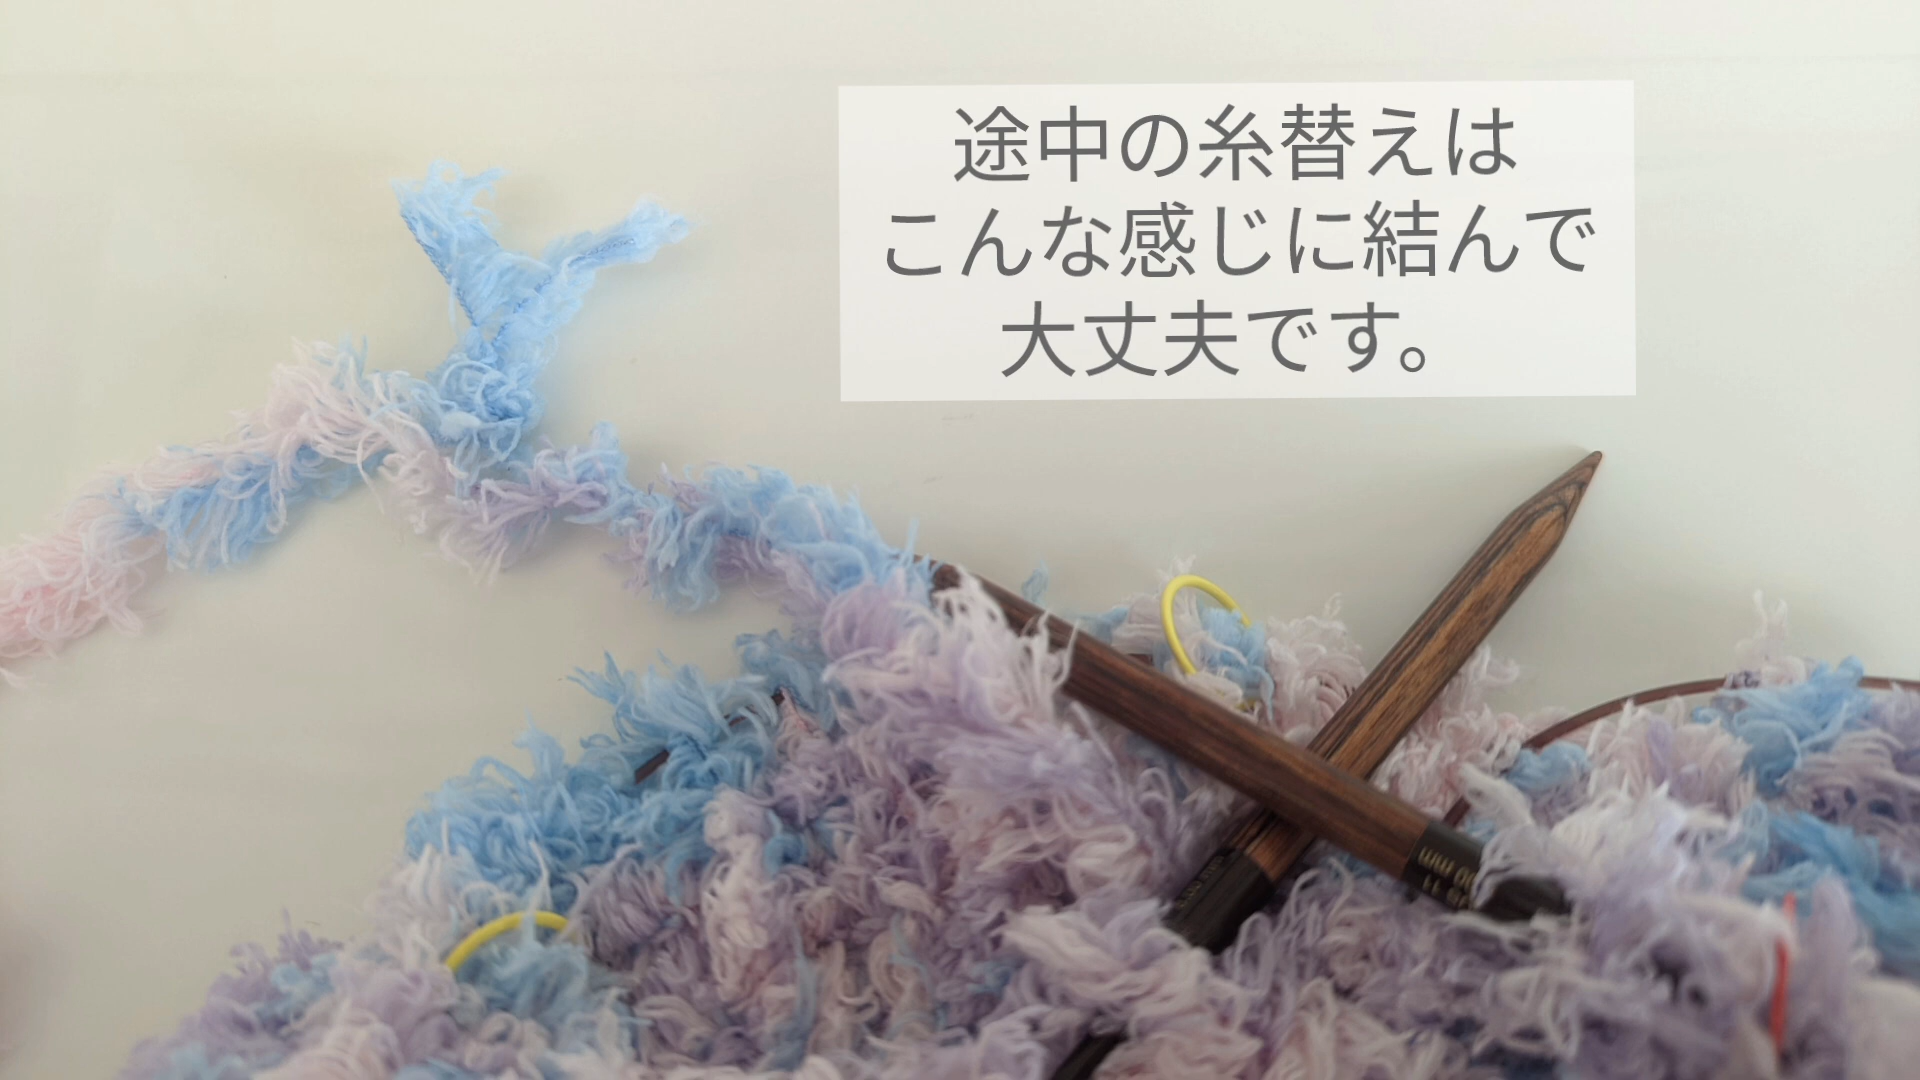 途中の糸替えは
こんな感じに結んで
大丈夫です。